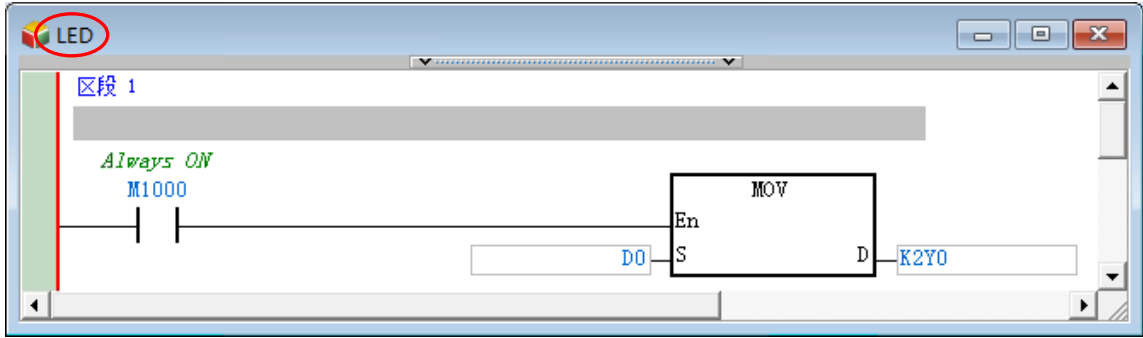 LED
区段 1
Always ON
M1000
MOV
En
D0 S D K2Y0